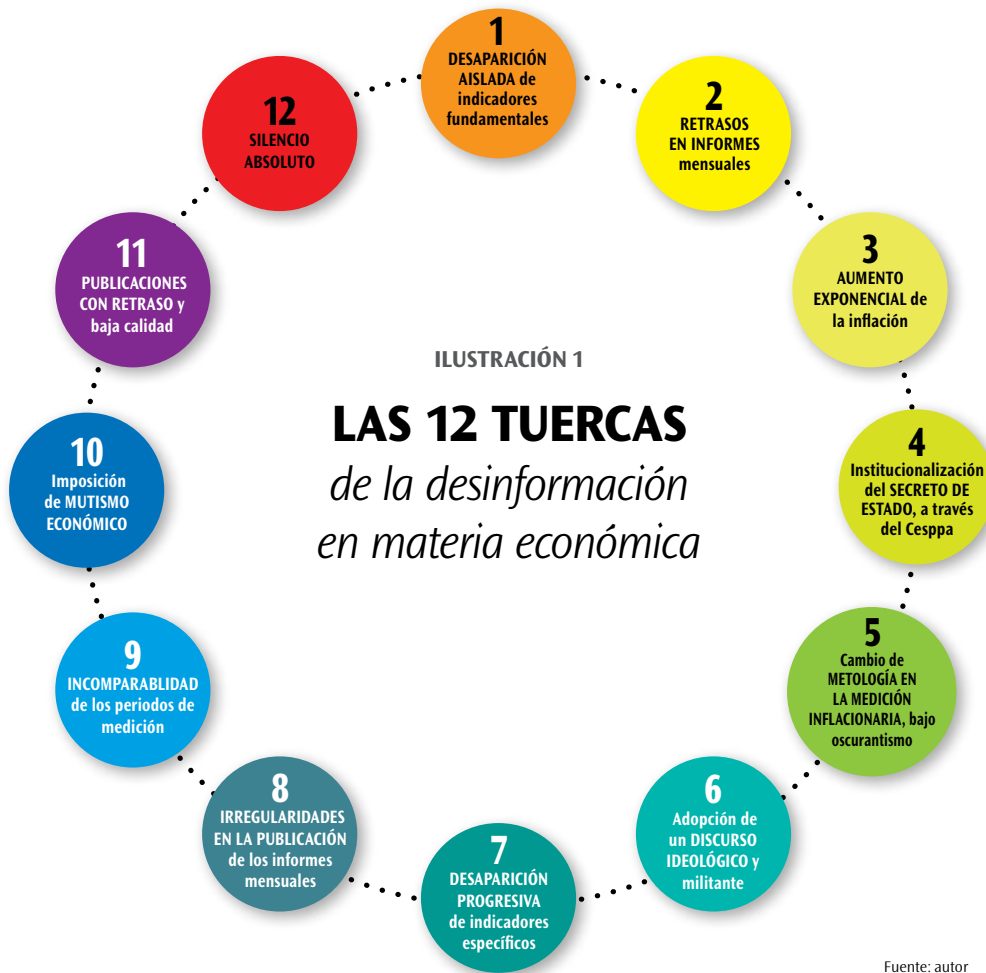 ILUSTRACIÓN 1
LAS 12 TUERCAS
de la desinformación
en materia económica
1
DESAPARICIÓN
AISLADA de
indicadores
fundamentales
2
RETRASOS
EN INFORMES
mensuales
3
AUMENTO
EXPONENCIAL de
la inflación
4
Institucionalización
del SECRETO DE
ESTADO, a través
del Cesppa
5
Cambio de
METOLOGÍA EN
LA MEDICIÓN
INFLACIONARIA, bajo
oscurantismo
6
Adopción de
un DISCURSO
IDEOLÓGICO y
militante
7
DESAPARICIÓN
PROGRESIVA
de indicadores
específicos
8
IRREGULARIDADES
EN LA PUBLICACIÓN
de los informes
mensuales
9
INCOMPARABLIDAD
de los periodos de
medición
10
Imposición
de MUTISMO
ECONÓMICO
11
PUBLICACIONES
CON RETRASO y
baja calidad
12
SILENCIO
ABSOLUTO
Fuente: autor